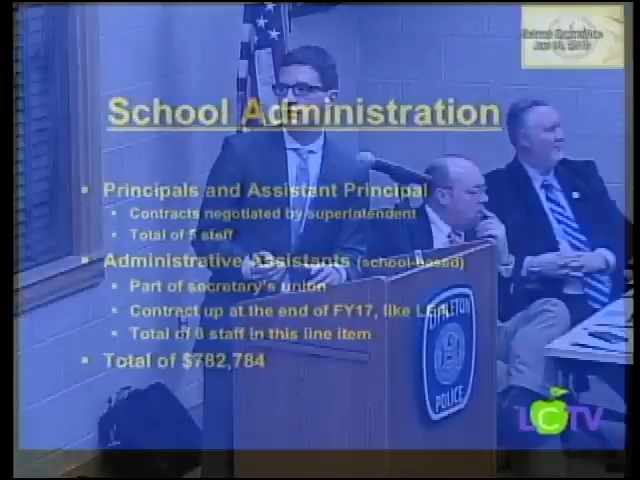 School Administration
Principals and Assistant Principal
Contracts negotiated by superintendent
Total of 5 staff
Administrative Assistants (school-based)
Part of secretary's union
Contract up at the end of FY17, like LEA
Total of 8 staff in this line item
Total of $782,784
LITTLETON
POLICE
LCTV